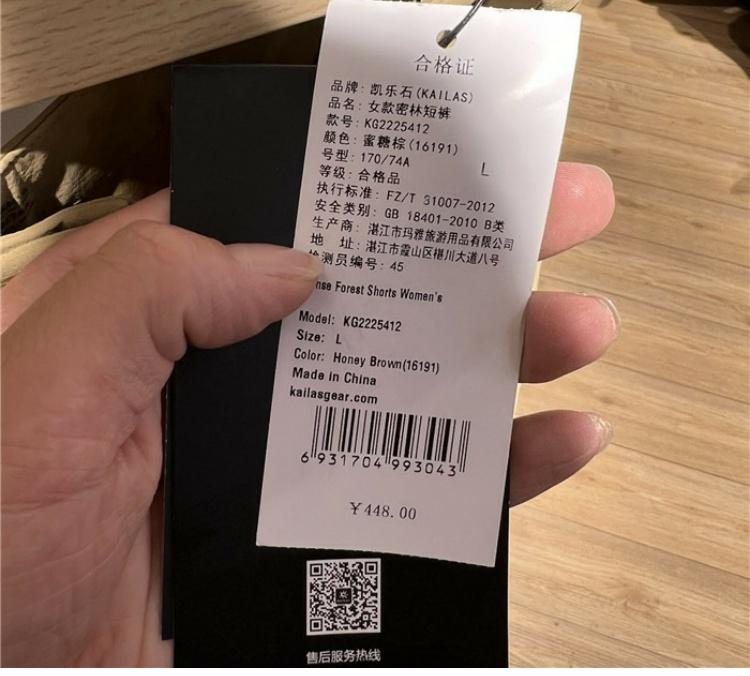 合格证
品牌: 凯乐石(KAILAS)
品名: 女款密林短裤
款号: KG2225412
颜色: 蜜糖棕(16191)
号型: 170/74A L
等级: 合格品
执行标准: FZ/T 31007-2012
安全类别: GB 18401-2010 B类
生产商: 湛江市玛雅旅游用品有限公司
地 址: 湛江市霞山区椹川大道八号
检测员编号: 45
nse Forest Shorts Women's
Model: KG2225412
Size: L
Color: Honey Brown(16191)
Made in China
kailasgear.com
6 931704 993043
￥448.00
售后服务热线